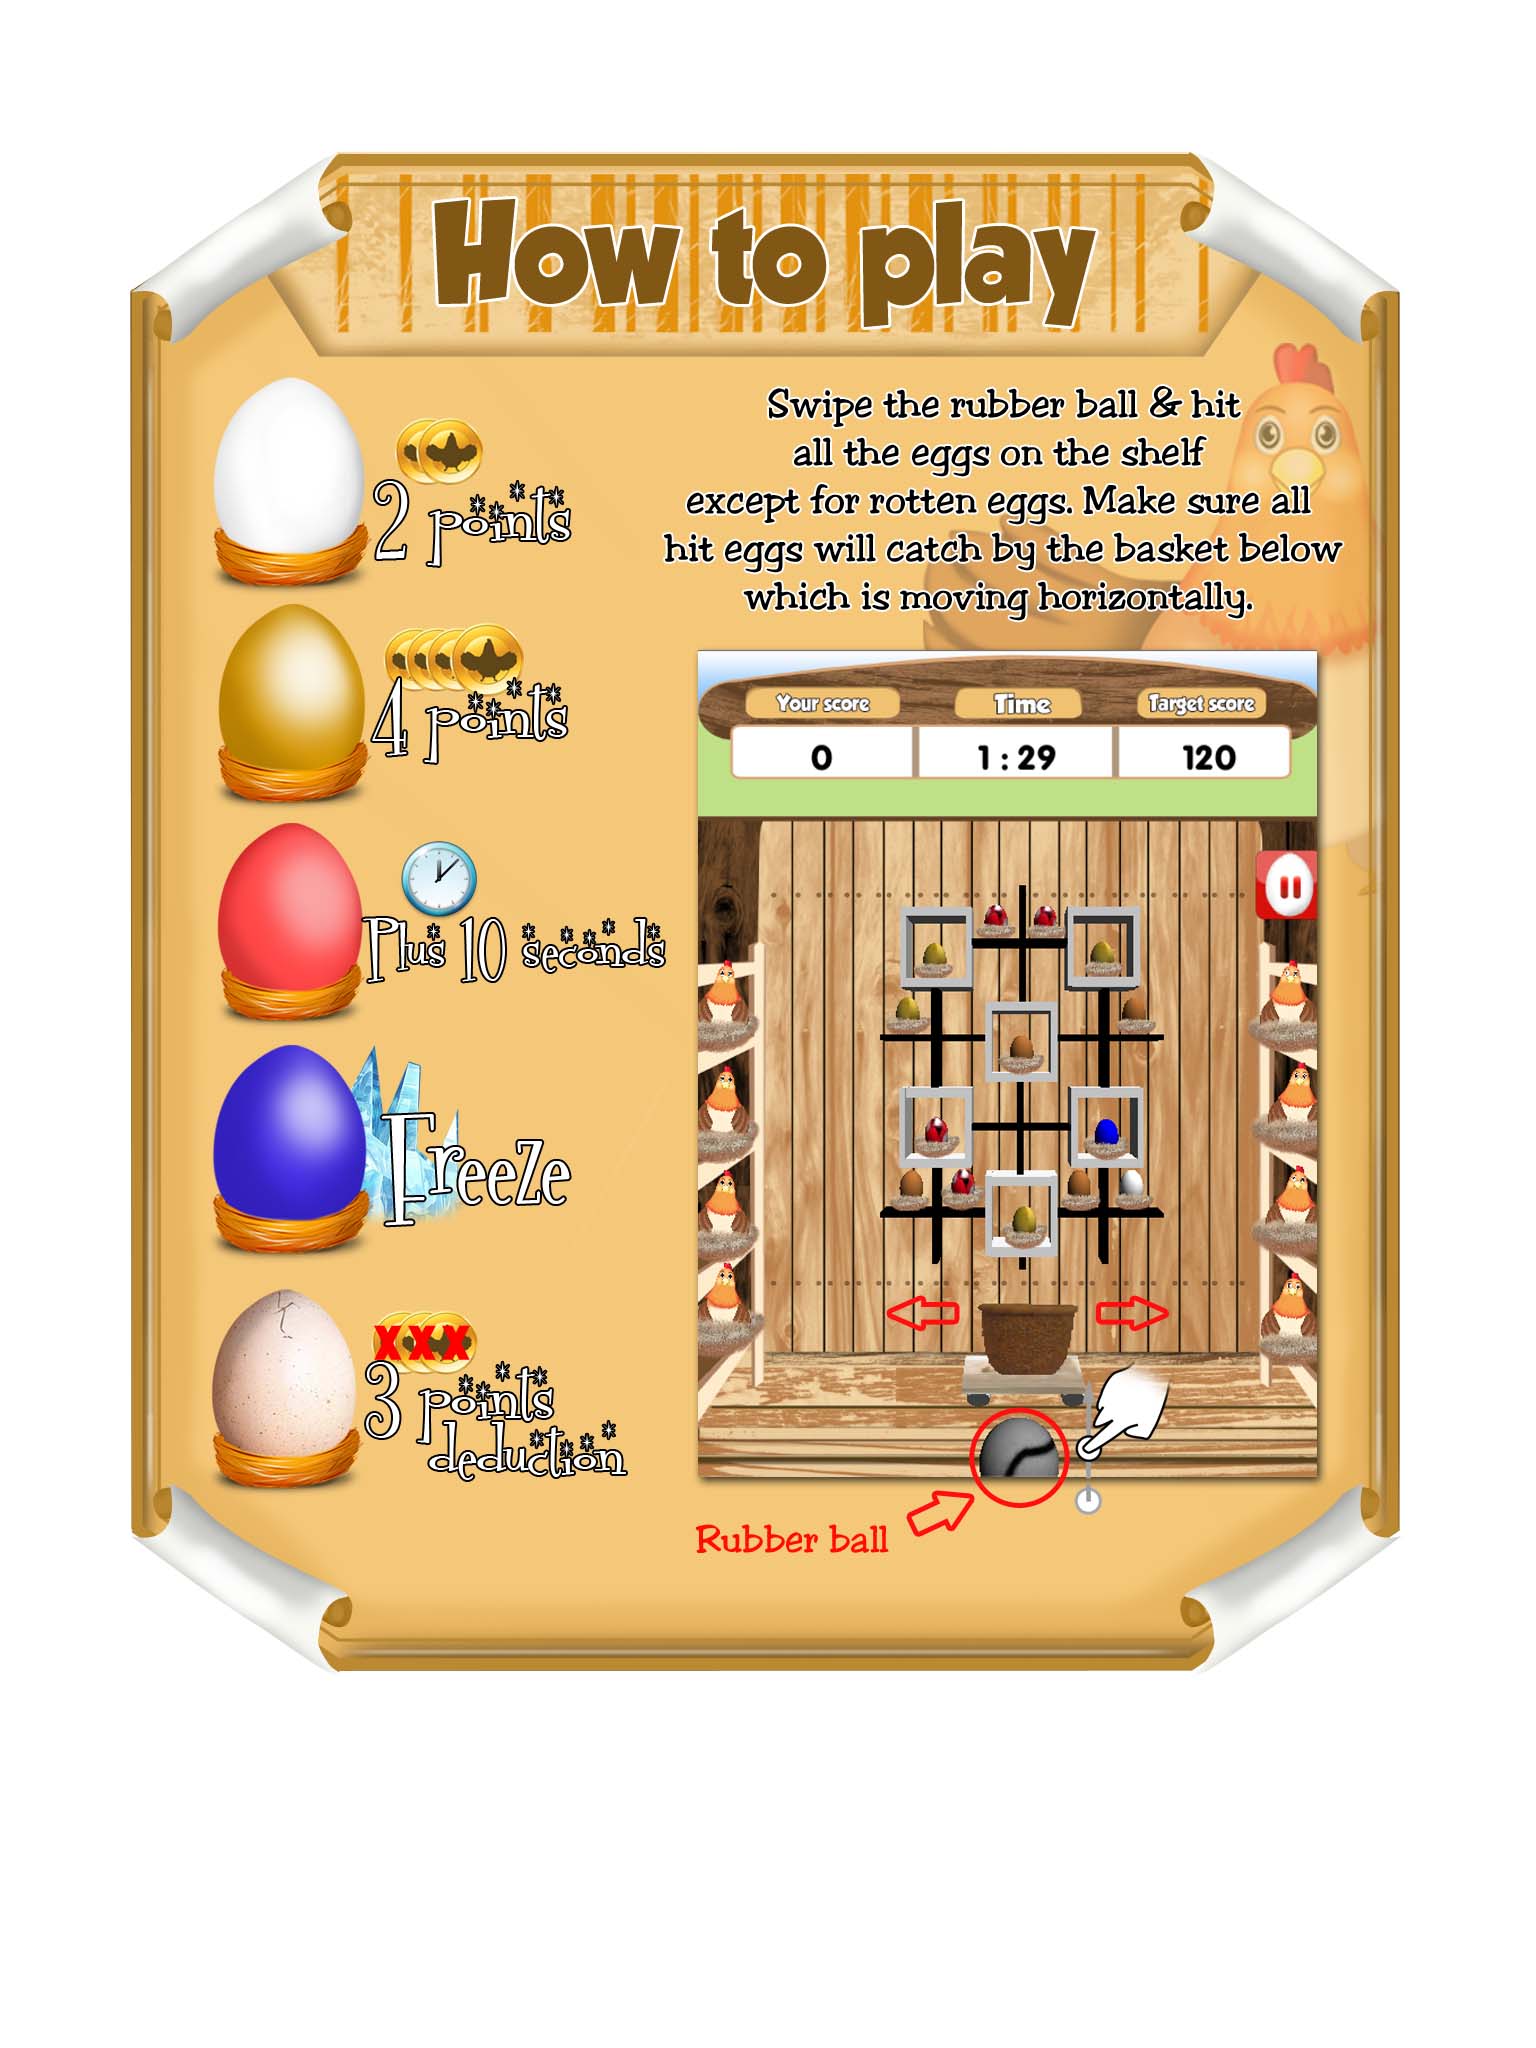 How to play
2 points
4 points
Plus 10 seconds
Freeze
XXX
3 points
deduction
Swipe the rubber ball & hit
all the eggs on the shelf
except for rotten eggs. Make sure all
hit eggs will catch by the basket below
which is moving horizontally.
Your score
Time
Target score
0
1 : 29
120
Rubber ball